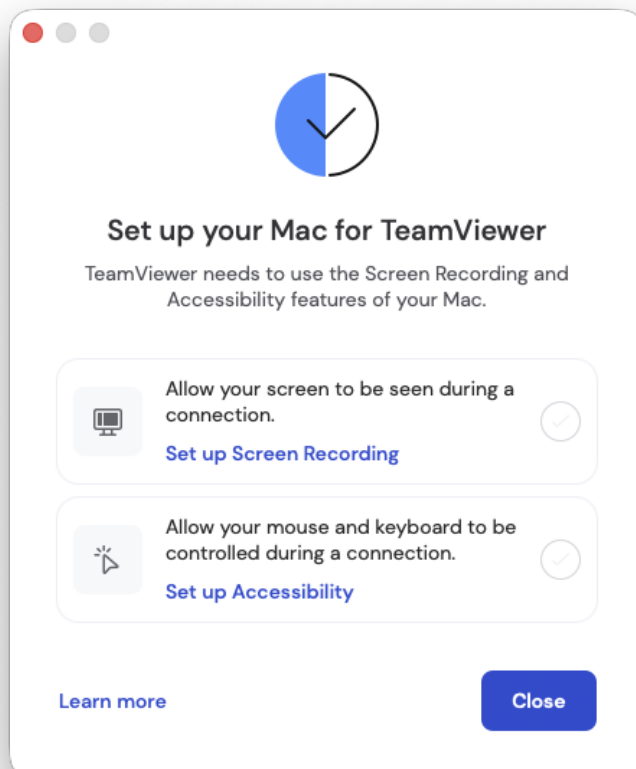 Set up your Mac for TeamViewer
TeamViewer needs to use the Screen Recording and
Accessibility features of your Mac.
Allow your screen to be seen during a
connection.
Set up Screen Recording
Allow your mouse and keyboard to be
controlled during a connection.
Set up Accessibility
Learn more
Close